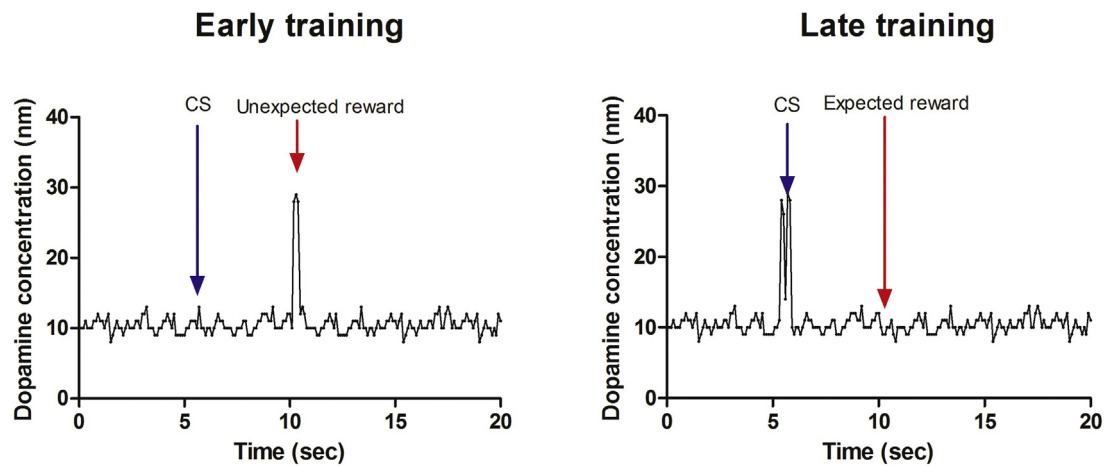 Early training
CS
Unexpected reward
40
30
20
10
0
Dopamine concentration (nm)
0
5
10
15
20
Time (sec)
Late training
CS
Expected reward
40
30
20
10
0
Dopamine concentration (nm)
0
5
10
15
20
Time (sec)